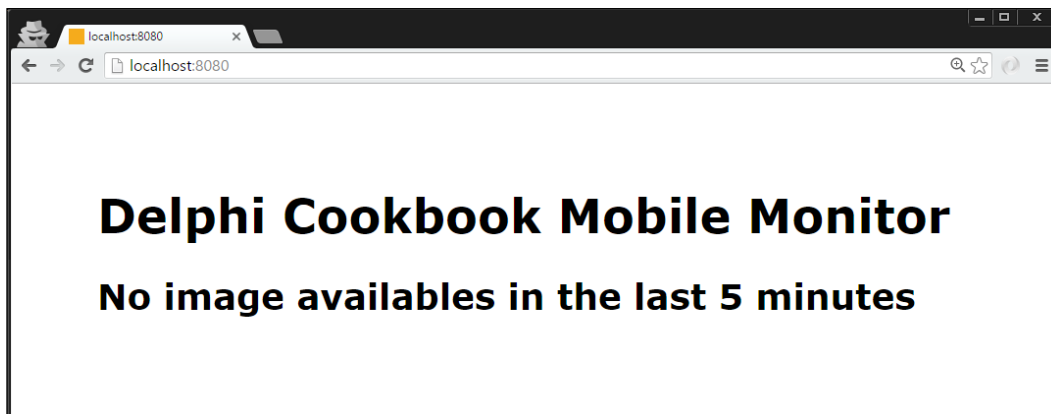 localhost:8080
localhost:8080
Delphi Cookbook Mobile Monitor
No image availables in the last 5 minutes